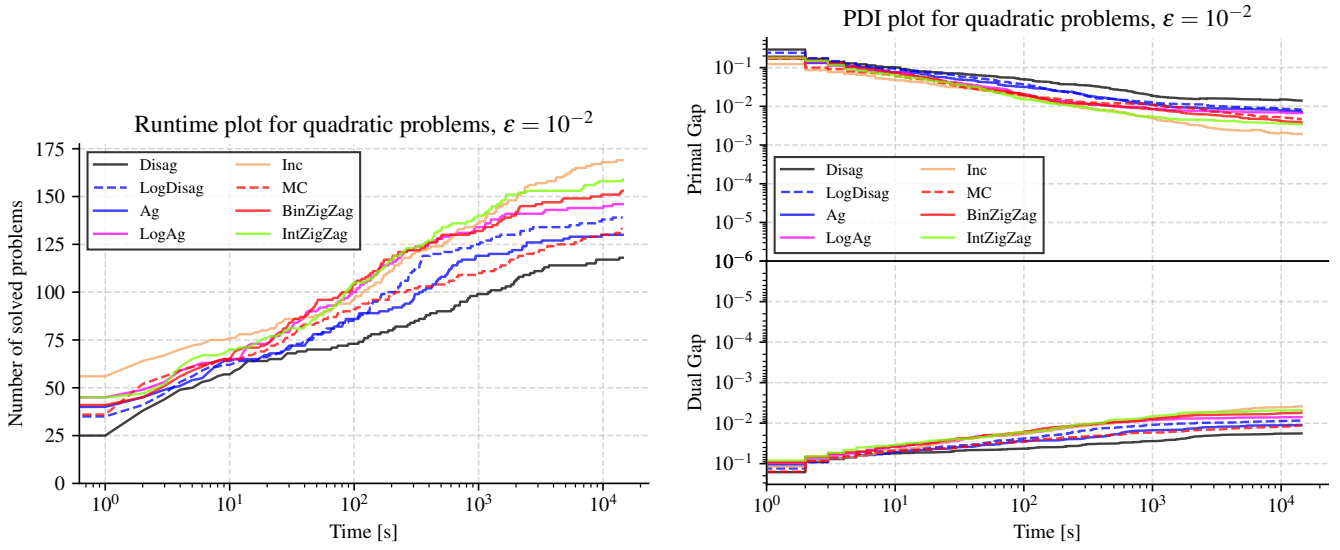 Runtime plot for quadratic problems, ε = 10⁻²
Number of solved problems
175
150
125
100
75
50
25
0
Disag
LogDisag
Ag
LogAg
Inc
MC
BinZigZag
IntZigZag
10⁰
10¹
10²
10³
10⁴
Time [s]
PDI plot for quadratic problems, ε = 10⁻²
Primal Gap
10⁻¹
10⁻²
10⁻³
10⁻⁴
10⁻⁵
10⁻⁶
Disag
LogDisag
Ag
LogAg
Inc
MC
BinZigZag
IntZigZag
Dual Gap
10⁻⁵
10⁻⁴
10⁻³
10⁻²
10⁻¹
10⁰
10¹
10²
10³
10⁴
Time [s]